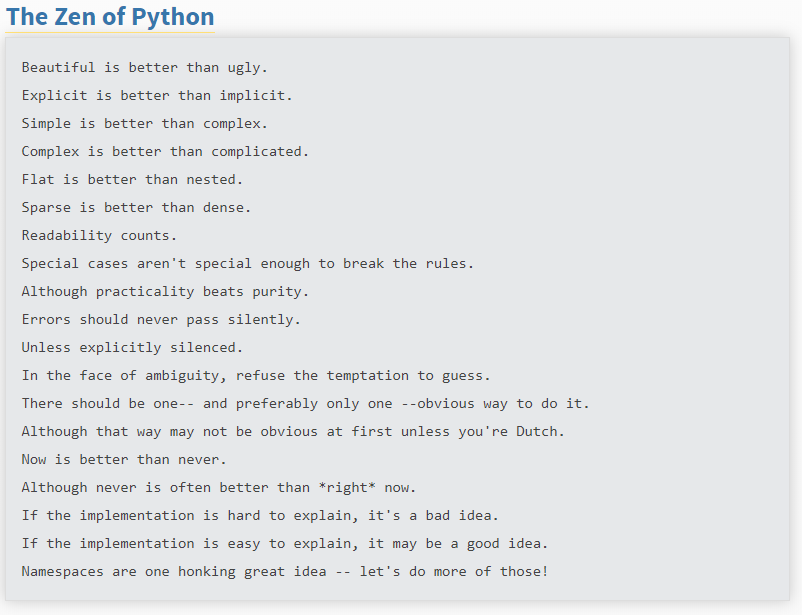 The Zen of Python
Beautiful is better than ugly.
Explicit is better than implicit.
Simple is better than complex.
Complex is better than complicated.
Flat is better than nested.
Sparse is better than dense.
Readability counts.
Special cases aren't special enough to break the rules.
Although practicality beats purity.
Errors should never pass silently.
Unless explicitly silenced.
In the face of ambiguity, refuse the temptation to guess.
There should be one-- and preferably only one --obvious way to do it.
Although that way may not be obvious at first unless you're Dutch.
Now is better than never.
Although never is often better than *right* now.
If the implementation is hard to explain, it's a bad idea.
If the implementation is easy to explain, it may be a good idea.
Namespaces are one honking great idea -- let's do more of those!